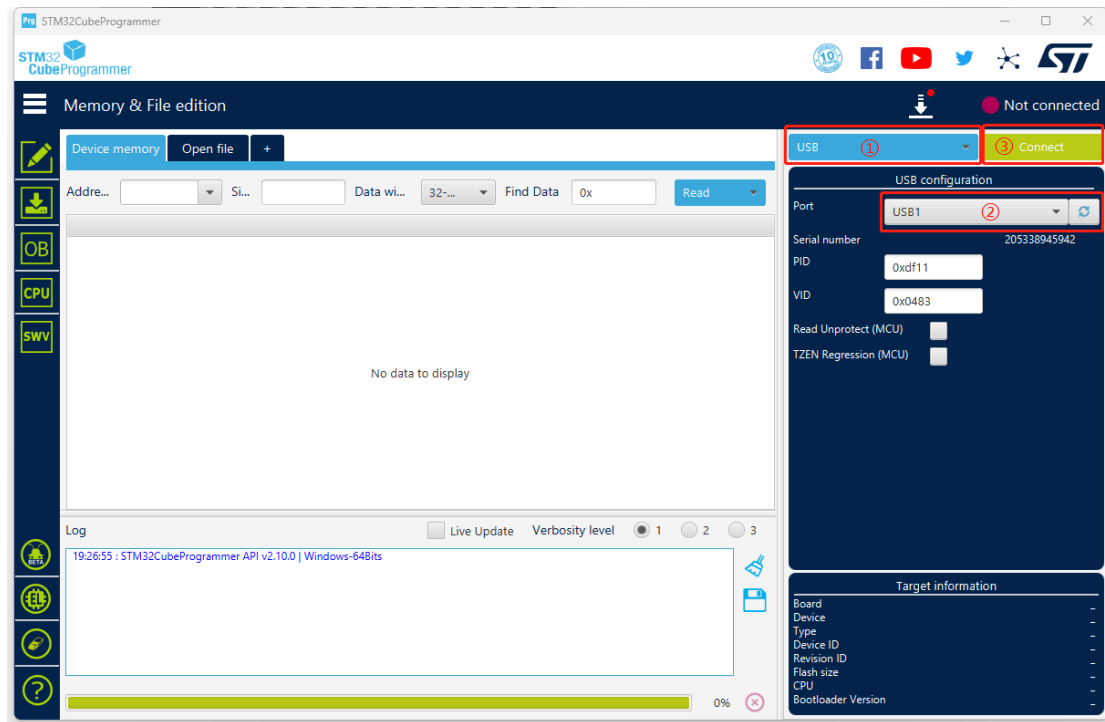 Prg STM32CubeProgrammer
STM32
CubeProgrammer
10
Memory & File edition
Not connected
Device memory Open file +
USB ① ③ Connect
Addre... Si... Data wi... 32-... Find Data 0x Read
USB configuration
Port USB1 ②
Serial number 205338945942
PID 0xdf11
VID 0x0483
Read Unprotect (MCU)
TZEN Regression (MCU)
OB
CPU
SWV
No data to display
Log Live Update Verbosity level 1 2 3
19:26:55 : STM32CubeProgrammer API v2.10.0 | Windows-64Bits
BETA
EL
?
0%
Target information
Board -
Device -
Type -
Device ID -
Revision ID -
Flash size -
CPU -
Bootloader Version -